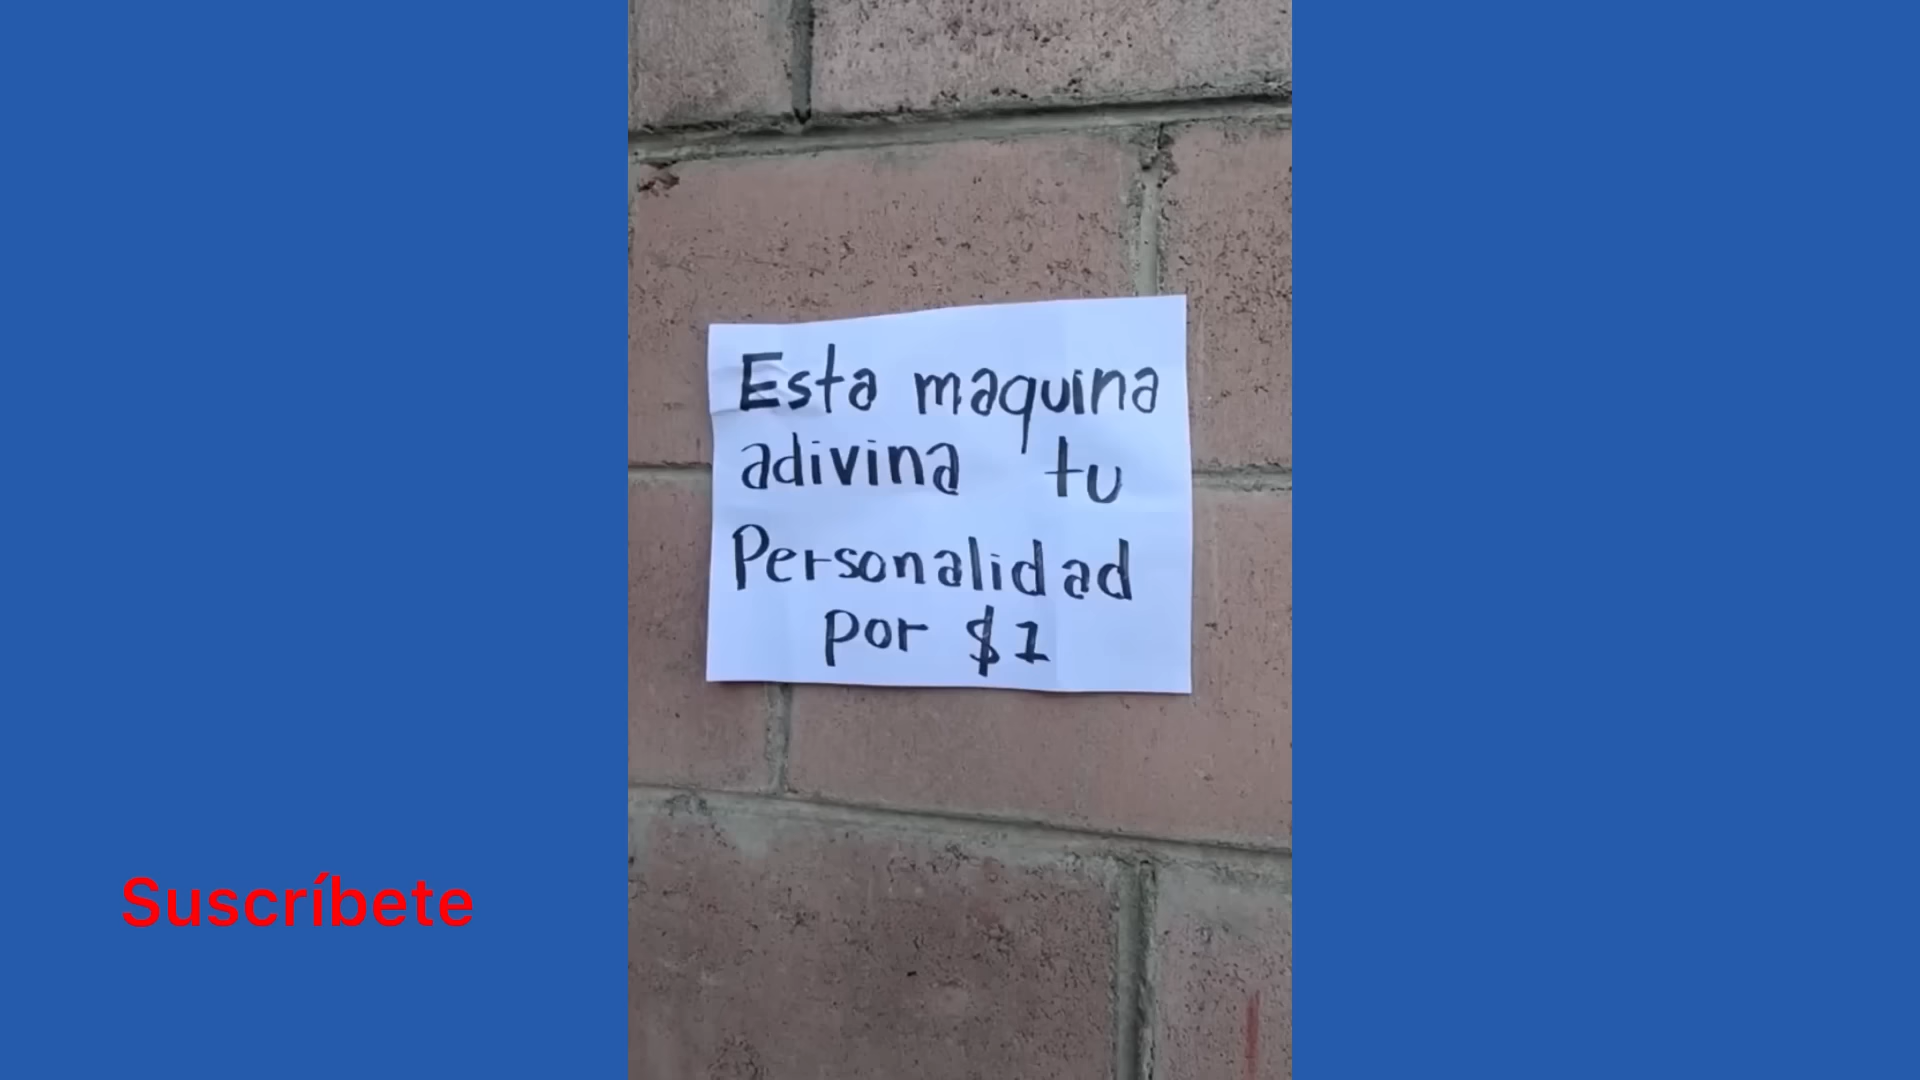 Esta maquina
adivina tu
Personalidad
por $1
Suscríbete